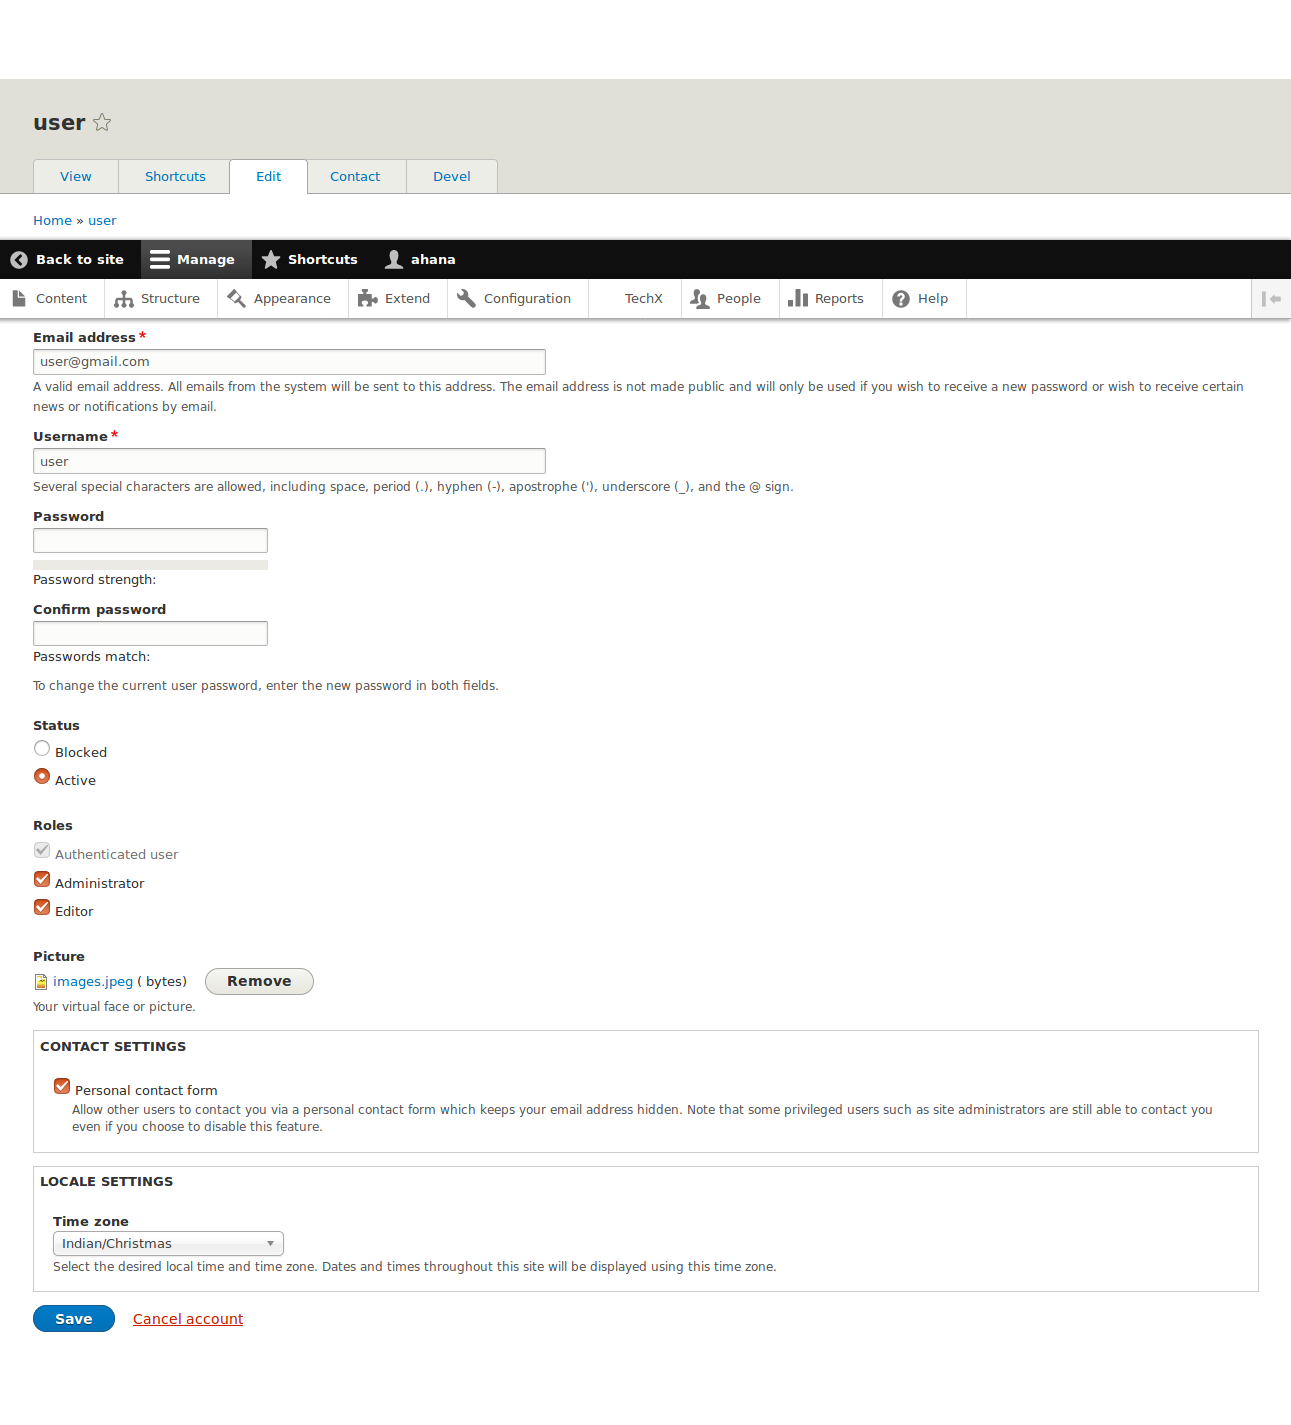 user
View Shortcuts Edit Contact Devel
Home » user
Back to site Manage Shortcuts ahana
Content Structure Appearance Extend Configuration TechX People Reports Help
Email address *
user@gmail.com
A valid email address. All emails from the system will be sent to this address. The email address is not made public and will only be used if you wish to receive a new password or wish to receive certain
news or notifications by email.
Username *
user
Several special characters are allowed, including space, period (.), hyphen (-), apostrophe ('), underscore (_), and the @ sign.
Password
Password strength:
Confirm password
Passwords match:
To change the current user password, enter the new password in both fields.
Status
Blocked
Active
Roles
Authenticated user
Administrator
Editor
Picture
images.jpeg ( bytes) Remove
Your virtual face or picture.
CONTACT SETTINGS
Personal contact form
Allow other users to contact you via a personal contact form which keeps your email address hidden. Note that some privileged users such as site administrators are still able to contact you
even if you choose to disable this feature.
LOCALE SETTINGS
Time zone
Indian/Christmas
Select the desired local time and time zone. Dates and times throughout this site will be displayed using this time zone.
Save Cancel account